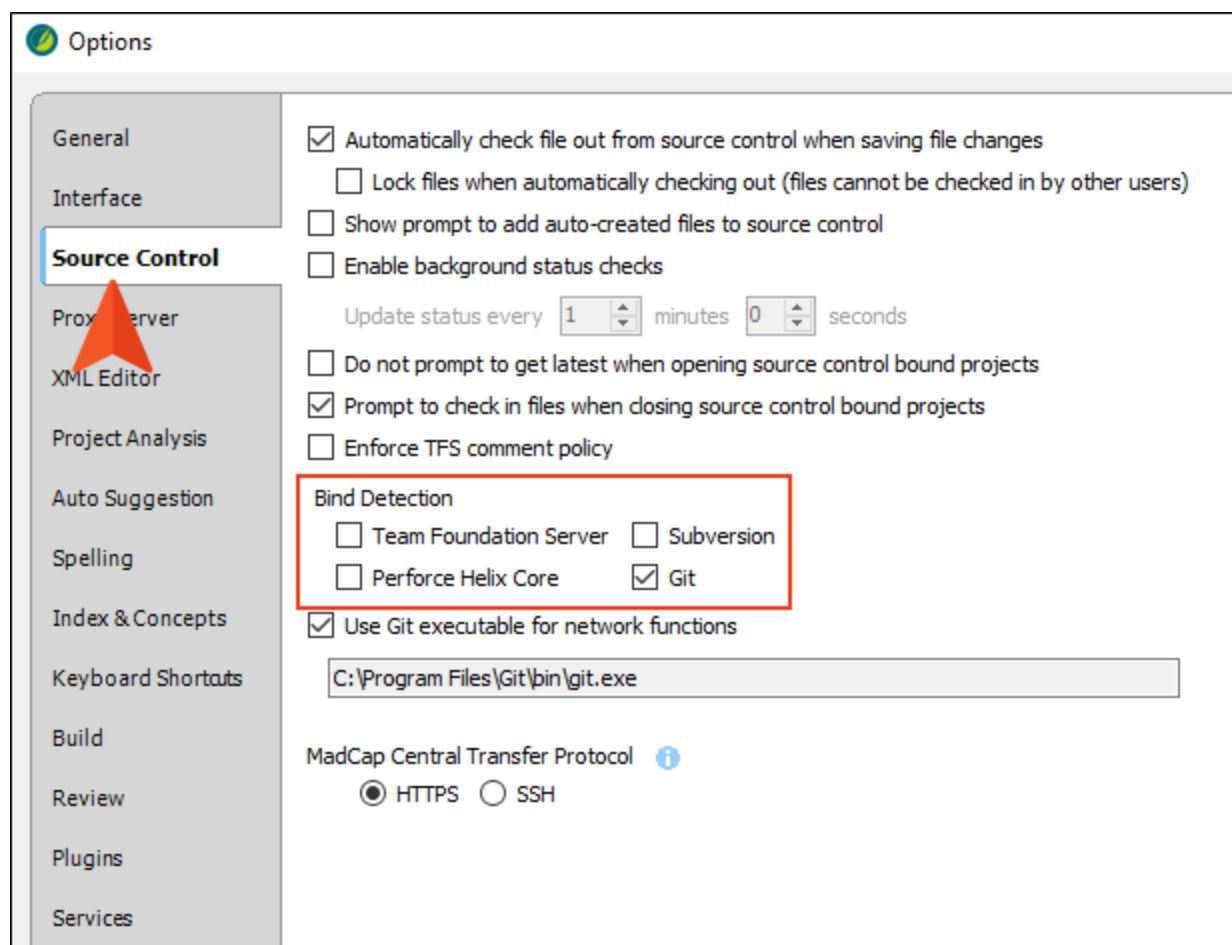 Options
General
Interface
Source Control
XML Editor
Project Analysis
Auto Suggestion
Spelling
Index & Concepts
Keyboard Shortcuts
Build
Review
Plugins
Services
Automatically check file out from source control when saving file changes
Lock files when automatically checking out (files cannot be checked in by other users)
Show prompt to add auto-created files to source control
Enable background status checks
Update status every 1 minutes 0 seconds
Do not prompt to get latest when opening source control bound projects
Prompt to check in files when closing source control bound projects
Enforce TFS comment policy
Bind Detection
Team Foundation Server Subversion
Perforce Helix Core Git
Use Git executable for network functions
C:\Program Files\Git\bin\git.exe
MadCap Central Transfer Protocol
HTTPS SSH